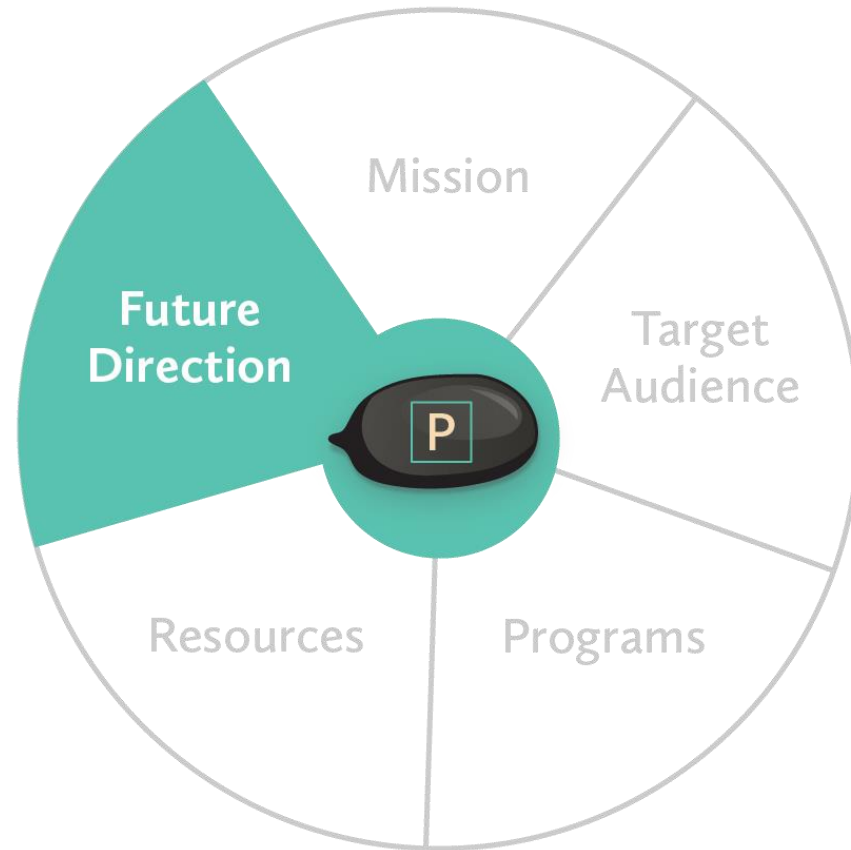 Mission
Future
Direction
Target
Audience
P
Resources
Programs